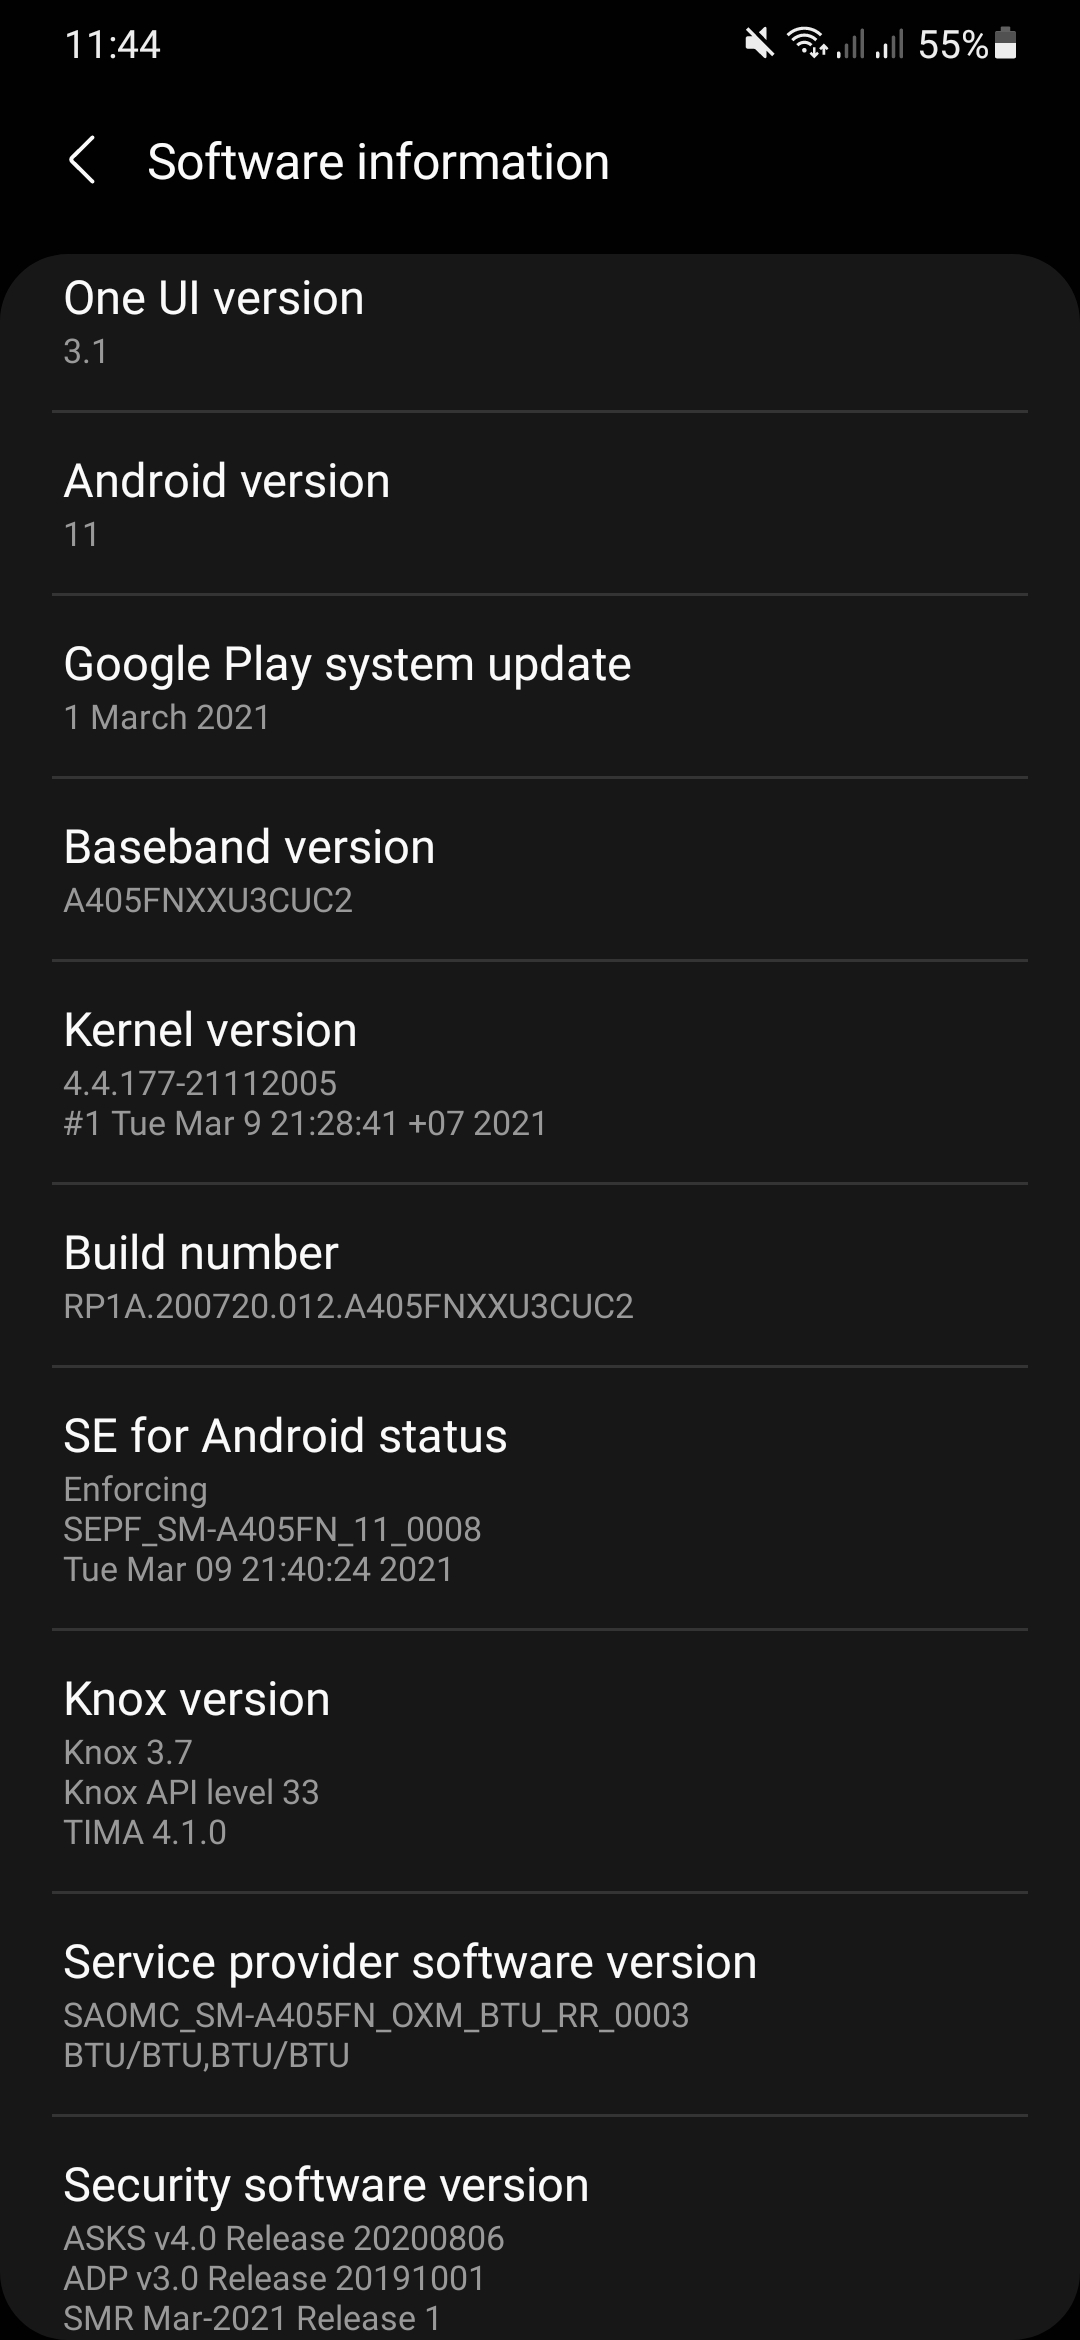 11:44
55%
Software information
One UI version
3.1
Android version
11
Google Play system update
1 March 2021
Baseband version
A405FNXXU3CUC2
Kernel version
4.4.177-21112005
#1 Tue Mar 9 21:28:41 +07 2021
Build number
RP1A.200720.012.A405FNXXU3CUC2
SE for Android status
Enforcing
SEPF_SM-A405FN_11_0008
Tue Mar 09 21:40:24 2021
Knox version
Knox 3.7
Knox API level 33
TIMA 4.1.0
Service provider software version
SAOMC_SM-A405FN_OXM_BTU_RR_0003
BTU/BTU,BTU/BTU
Security software version
ASKS v4.0 Release 20200806
ADP v3.0 Release 20191001
SMR Mar-2021 Release 1